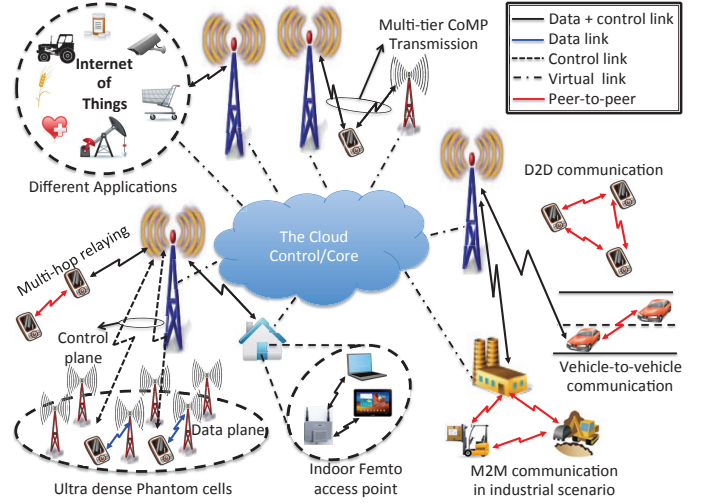 Data + control link
Data link
Control link
Virtual link
Peer-to-peer
Multi-tier CoMP
Transmission
Internet
of
Things
Different Applications
D2D communication
The Cloud
Control/Core
Multi-hop relaying
Control
plane
Vehicle-to-vehicle
communication
Data plane
Indoor Femto
access point
M2M communication
in industrial scenario
Ultra dense Phantom cells